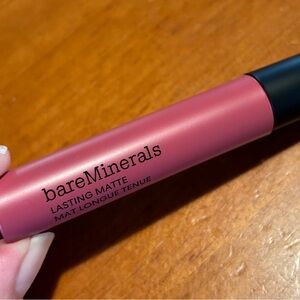 bareMinerals
LASTING MATTE
MAT LONGUE TENUE